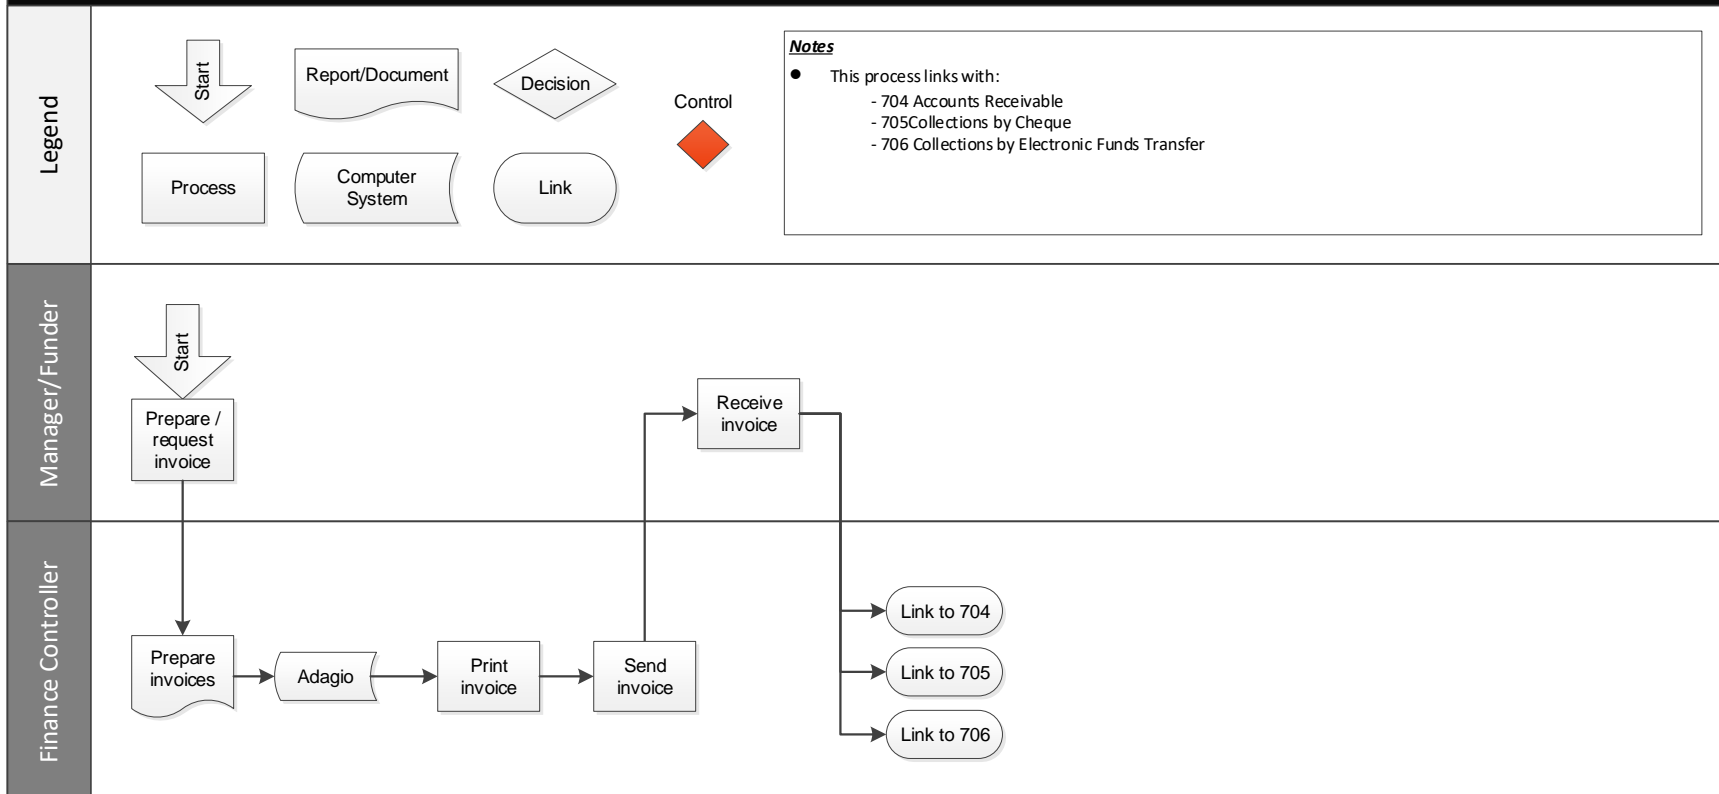 Legend
Start
Report/Document
Decision
Control
Process
Computer
System
Link
Notes
● This process links with:
- 704 Accounts Receivable
- 705Collections by Cheque
- 706 Collections by Electronic Funds Transfer
Manager/Funder
Start
Prepare /
request
invoice
Receive
invoice
Finance Controller
Prepare
invoices
Adagio
Print
invoice
Send
invoice
Link to 704
Link to 705
Link to 706